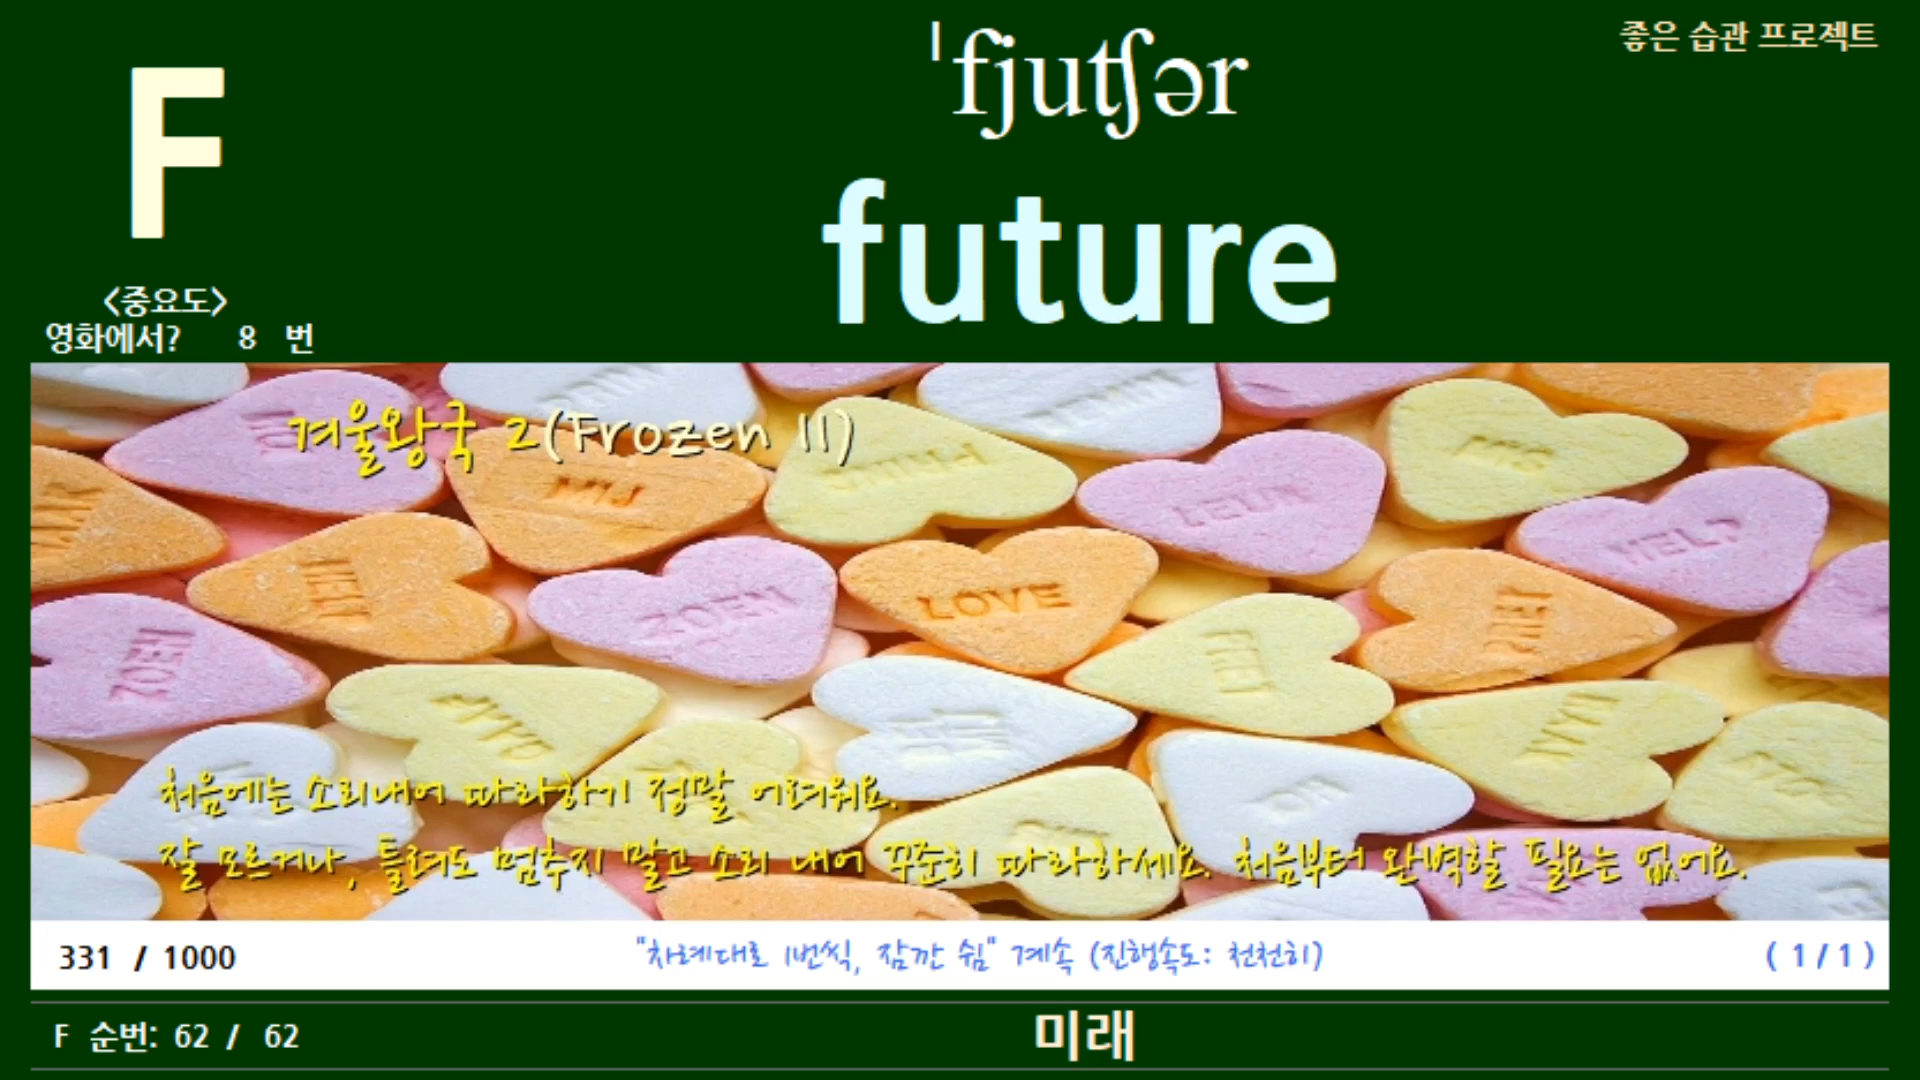 좋은 습관 프로젝트
F
ˈfjuʧər
future
<중요도>
영화에서? 8 번
겨울왕국 2(Frozen II)
MIJ
LEUK
HELP
ZOEN
LOVE
처음에는 소리내어 따라하기 정말 어려워요.
잘 모르거나, 틀려도 멈추지 말고 소리 내어 꾸준히 따라하세요. 처음부터 완벽할 필요는 없어요.
331 / 1000
"차례대로 1번씩, 잠깐 쉼" 계속 (진행속도: 천천히)
( 1 / 1 )
F 순번: 62 / 62
미래